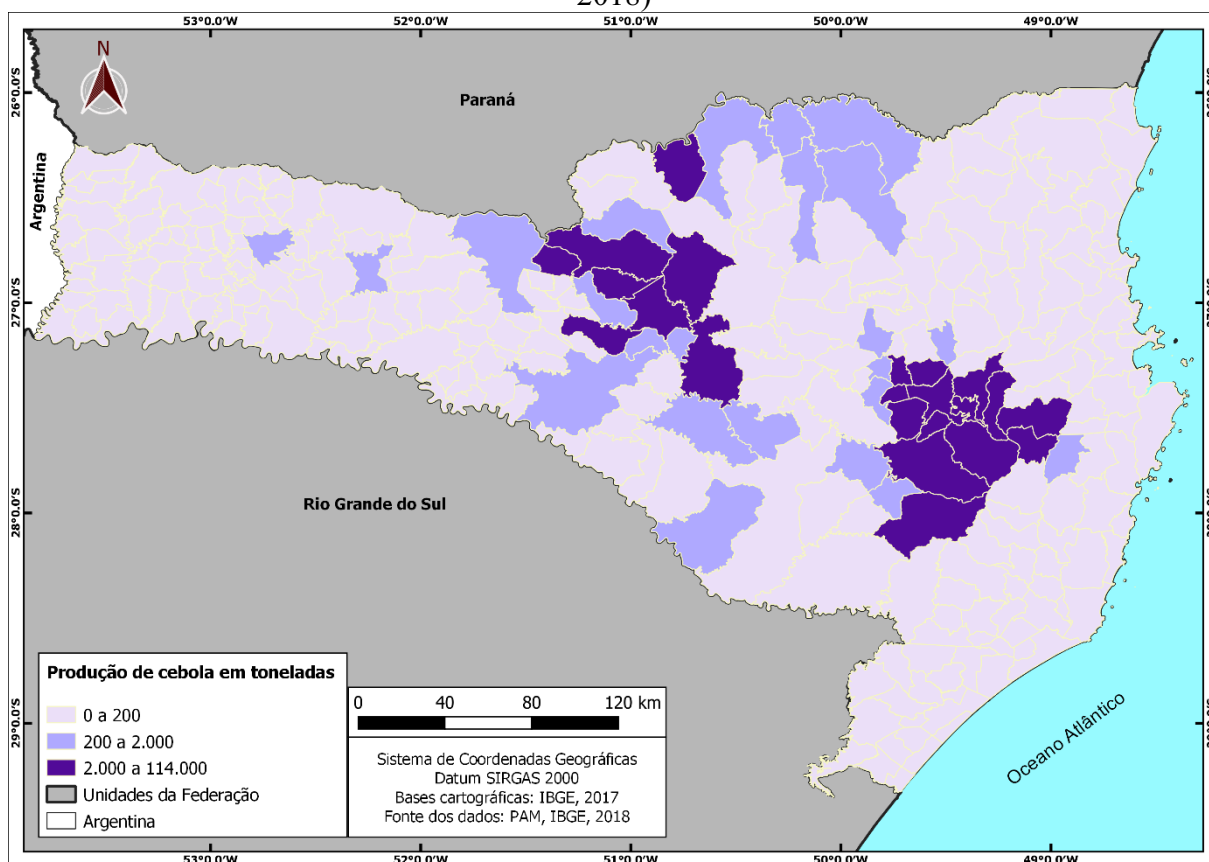 2018)
53°0.0'W 52°0.0'W 51°0.0'W 50°0.0'W 49°0.0'W
N
26°0.0'S
27°0.0'S
28°0.0'S
29°0.0'S
Paraná
Argentina
Rio Grande do Sul
Oceano Atlântico
Produção de cebola em toneladas
0 a 200
200 a 2.000
2.000 a 114.000
Unidades da Federação
Argentina
0 40 80 120 km
Sistema de Coordenadas Geográficas
Datum SIRGAS 2000
Bases cartográficas: IBGE, 2017
Fonte dos dados: PAM, IBGE, 2018
53°0.0'W 52°0.0'W 51°0.0'W 50°0.0'W 49°0.0'W